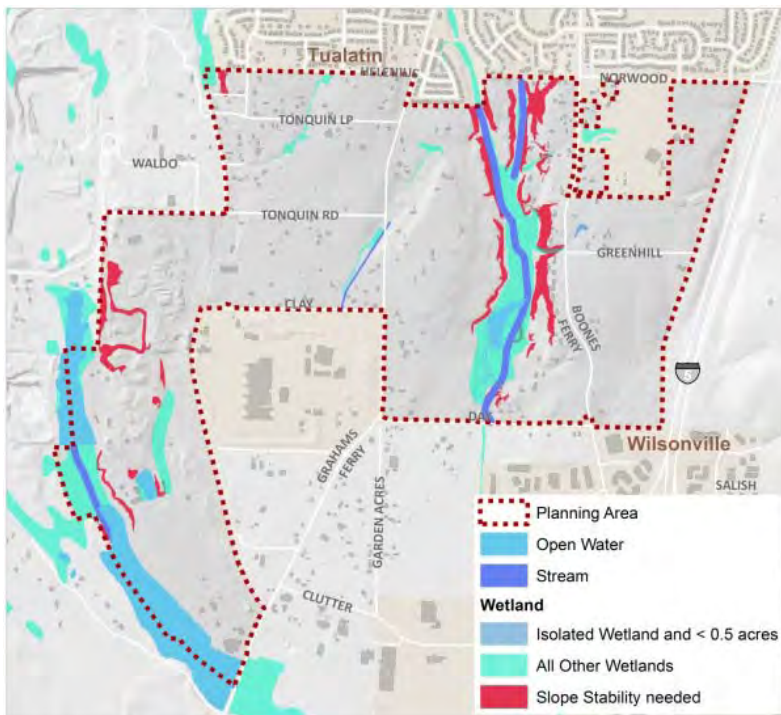 Tualatin
HELENIUS
NORWOOD
TONQUIN LP
WALDO
TONQUIN RD
GREENHILL
CLAY
BOONES
FERRY
5
DAY
Wilsonville
GRAHAMS
FERRY
SALISH
GARDEN ACRES
CLUTTER
Planning Area
Open Water
Stream
Wetland
Isolated Wetland and < 0.5 acres
All Other Wetlands
Slope Stability needed